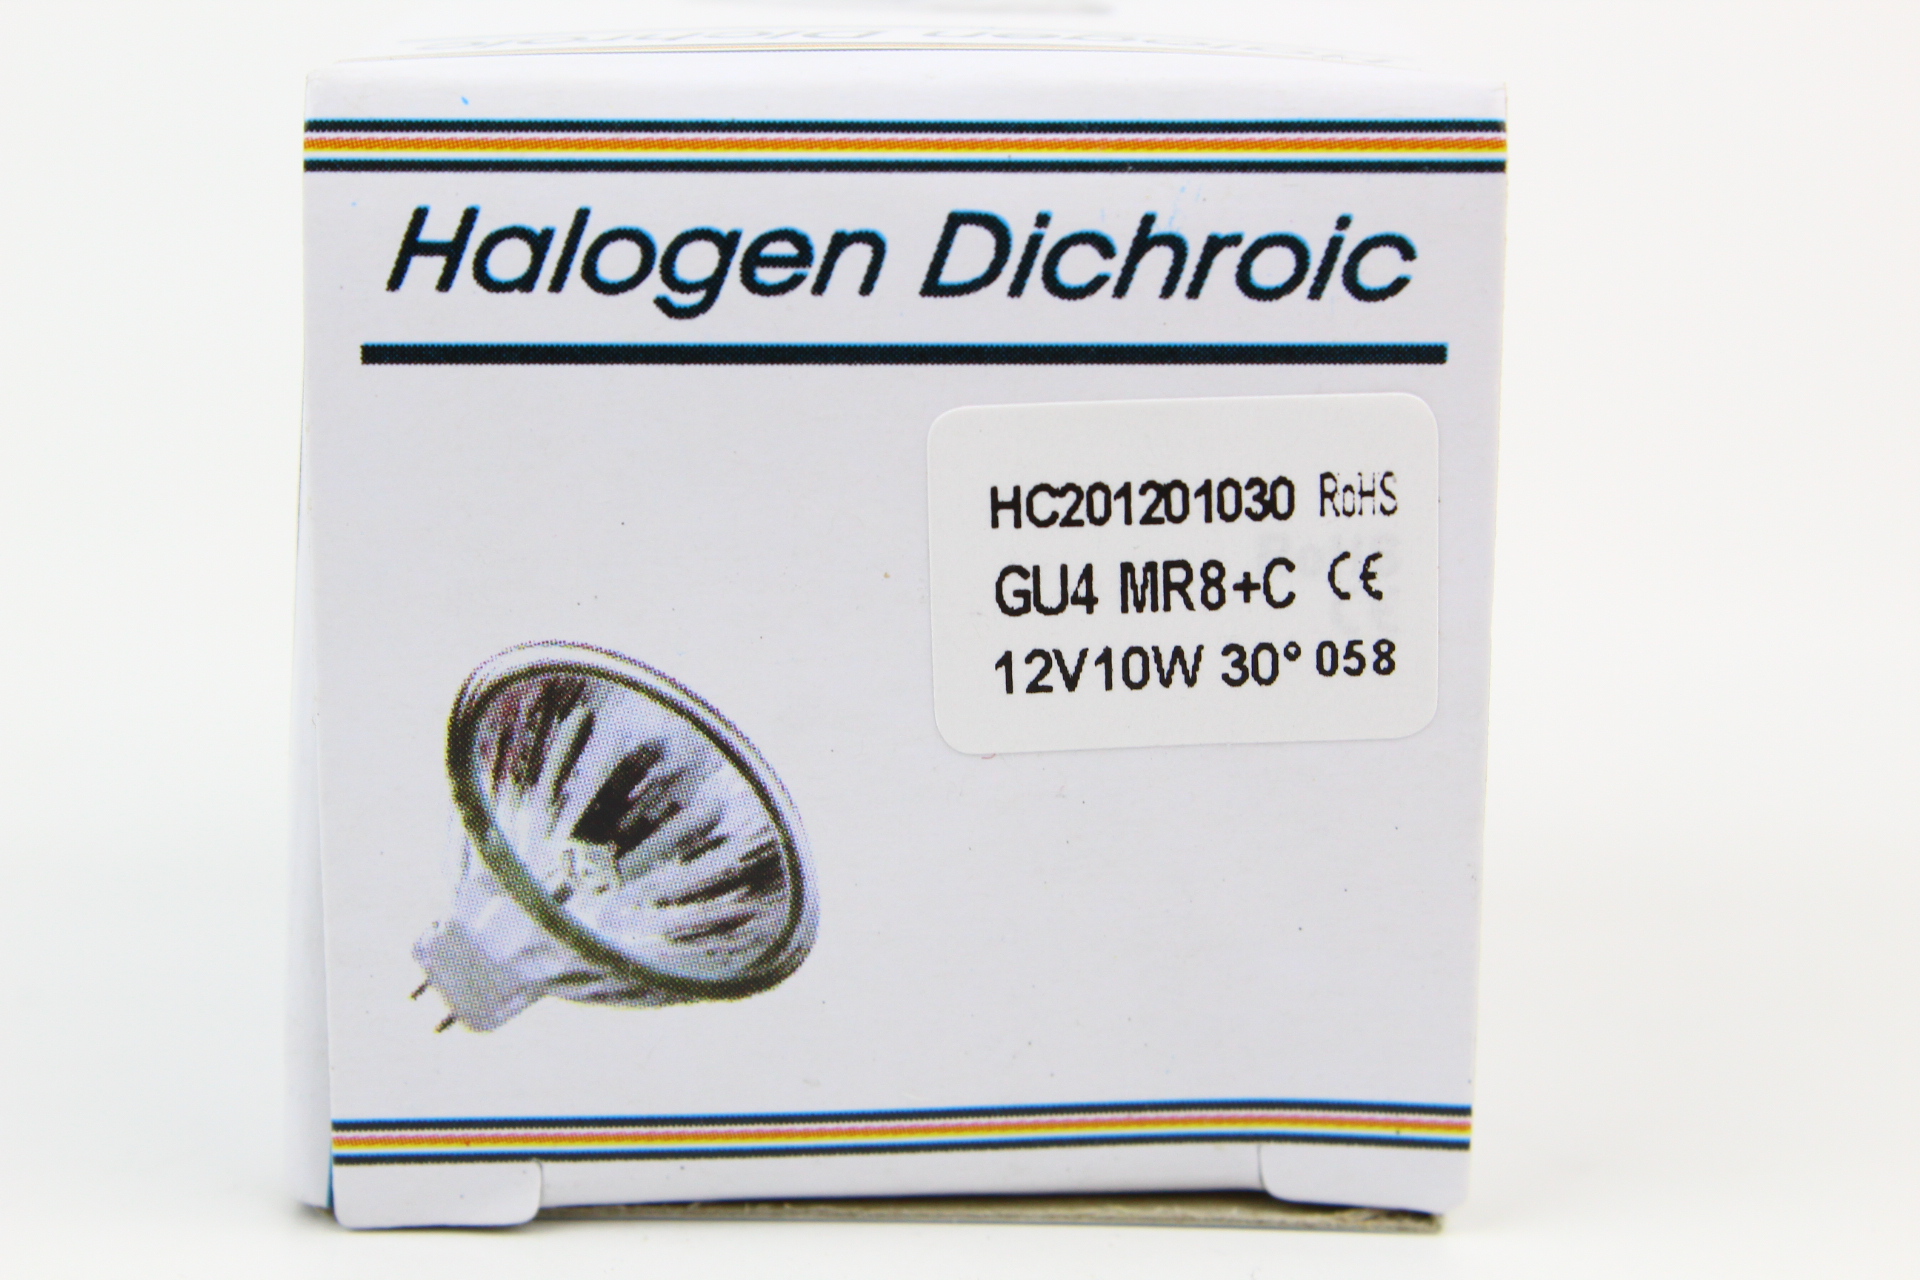 Halogen Dichroic
HC201201030 RoHS
GU4 MR8+C CE
12V10W 30° 058